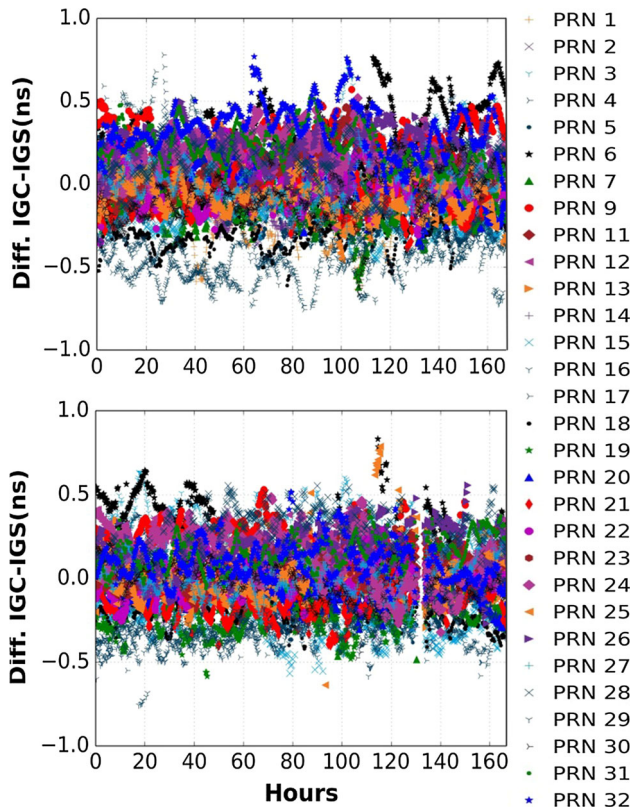 1.0
0.5
0.0
−0.5
−1.0
Diff. IGC-IGS(ns)
0 20 40 60 80 100 120 140 160
1.0
0.5
0.0
−0.5
−1.0
Diff. IGC-IGS(ns)
0 20 40 60 80 100 120 140 160
Hours
PRN 1
PRN 2
PRN 3
PRN 4
PRN 5
PRN 6
PRN 7
PRN 9
PRN 11
PRN 12
PRN 13
PRN 14
PRN 15
PRN 16
PRN 17
PRN 18
PRN 19
PRN 20
PRN 21
PRN 22
PRN 23
PRN 24
PRN 25
PRN 26
PRN 27
PRN 28
PRN 29
PRN 30
PRN 31
PRN 32